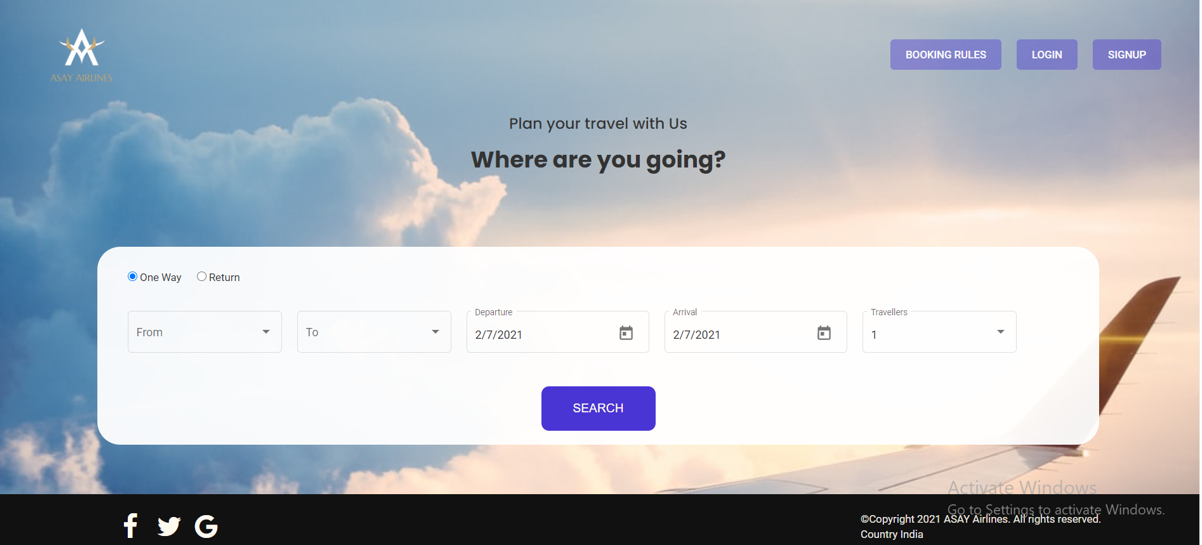 ASAY AIRLINES
BOOKING RULES
LOGIN
SIGNUP
Plan your travel with Us
Where are you going?
One Way
Return
From
To
Departure
2/7/2021
Arrival
2/7/2021
Travellers
1
SEARCH
Activate Windows
Go to Settings to activate Windows.
©Copyright 2021 ASAY Airlines. All rights reserved.
Country India